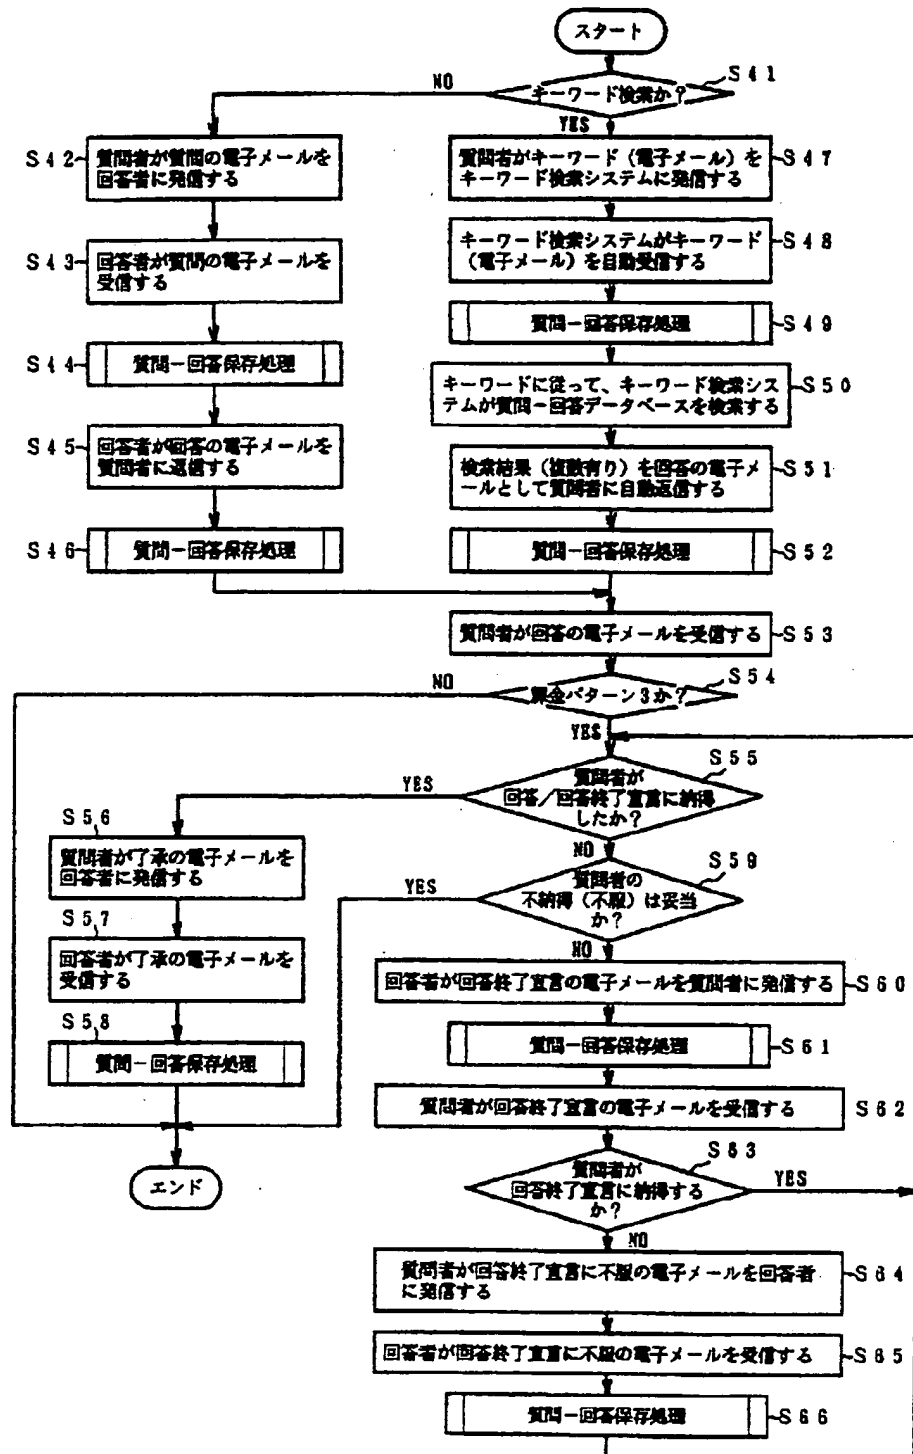 スタート
S41
キーワード検索か？
NO
YES
S42
質問者が質問の電子メールを
回答者に発信する
S43
回答者が質問の電子メールを
受信する
S44
質問－回答保存処理
S45
回答者が回答の電子メールを
質問者に返信する
S46
質問－回答保存処理
質問者がキーワード（電子メール）を
キーワード検索システムに発信する
S47
キーワード検索システムがキーワード
（電子メール）を自動受信する
S48
質問－回答保存処理
S49
キーワードに従って、キーワード検索シス
テムが質問－回答データベースを検索する
S50
検索結果（複数有り）を回答の電子メ
ールとして質問者に自動返信する
S51
質問－回答保存処理
S52
質問者が回答の電子メールを受信する
S53
S54
課金パターン3か？
NO
YES
S55
質問者が
回答／回答終了宣言に納得
したか？
YES
NO
S56
質問者が了承の電子メールを
回答者に発信する
S57
回答者が了承の電子メールを
受信する
S58
質問－回答保存処理
エンド
S59
質問者の
不納得（不服）は妥当
か？
YES
NO
回答者が回答終了宣言の電子メールを質問者に発信する
S60
質問－回答保存処理
S61
質問者が回答終了宣言の電子メールを受信する
S62
S63
質問者が
回答終了宣言に納得する
か？
YES
NO
質問者が回答終了宣言に不服の電子メールを回答者
に発信する
S64
回答者が回答終了宣言に不服の電子メールを受信する
S65
質問－回答保存処理
S66